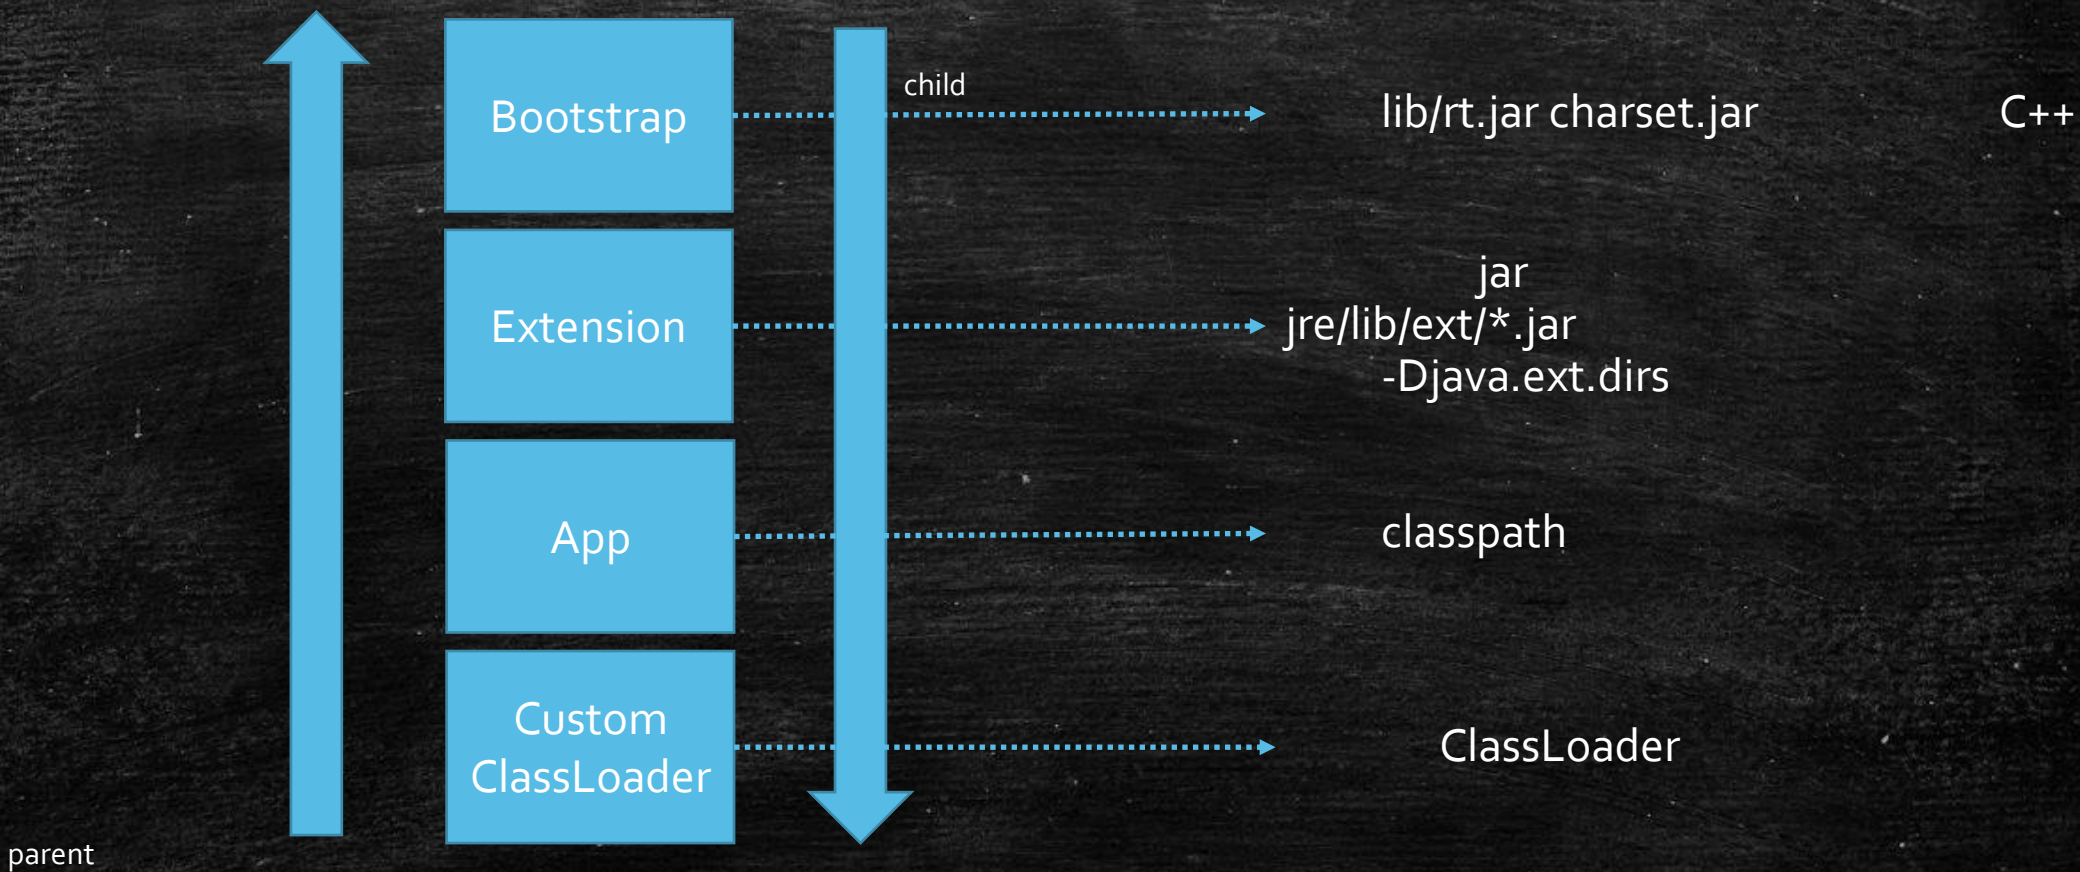 child
Bootstrap
lib/rt.jar charset.jar
C++
Extension
jar
jre/lib/ext/*.jar
-Djava.ext.dirs
App
classpath
Custom
ClassLoader
ClassLoader
parent